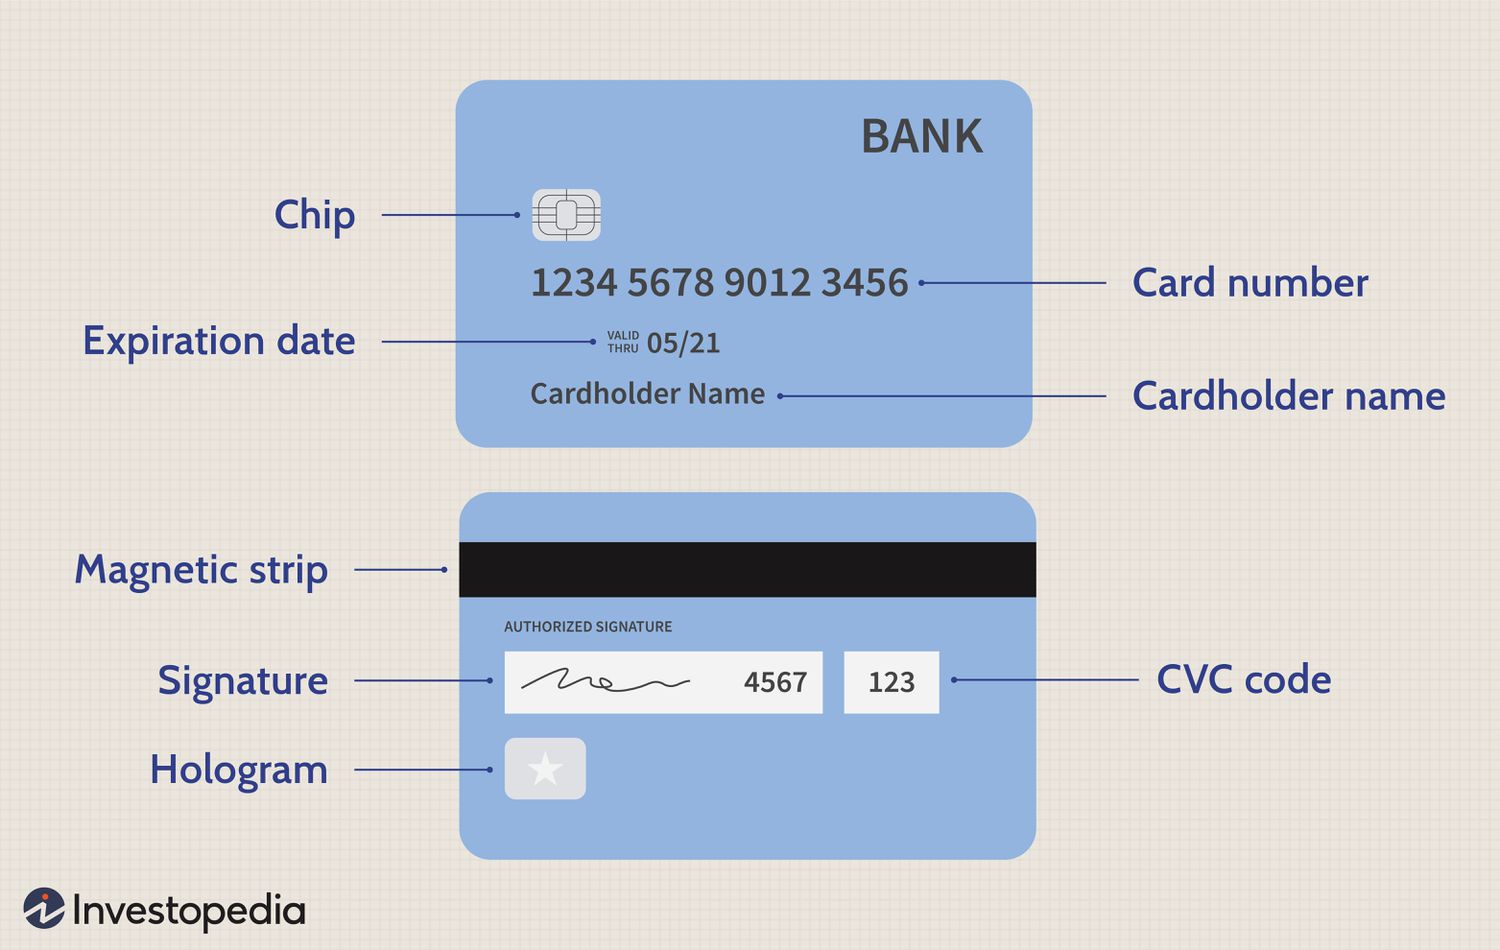 BANK
Chip
1234 5678 9012 3456
Card number
Expiration date
VALID
THRU
05/21
Cardholder Name
Cardholder name
Magnetic strip
AUTHORIZED SIGNATURE
Signature
4567
123
CVC code
Hologram
Investopedia